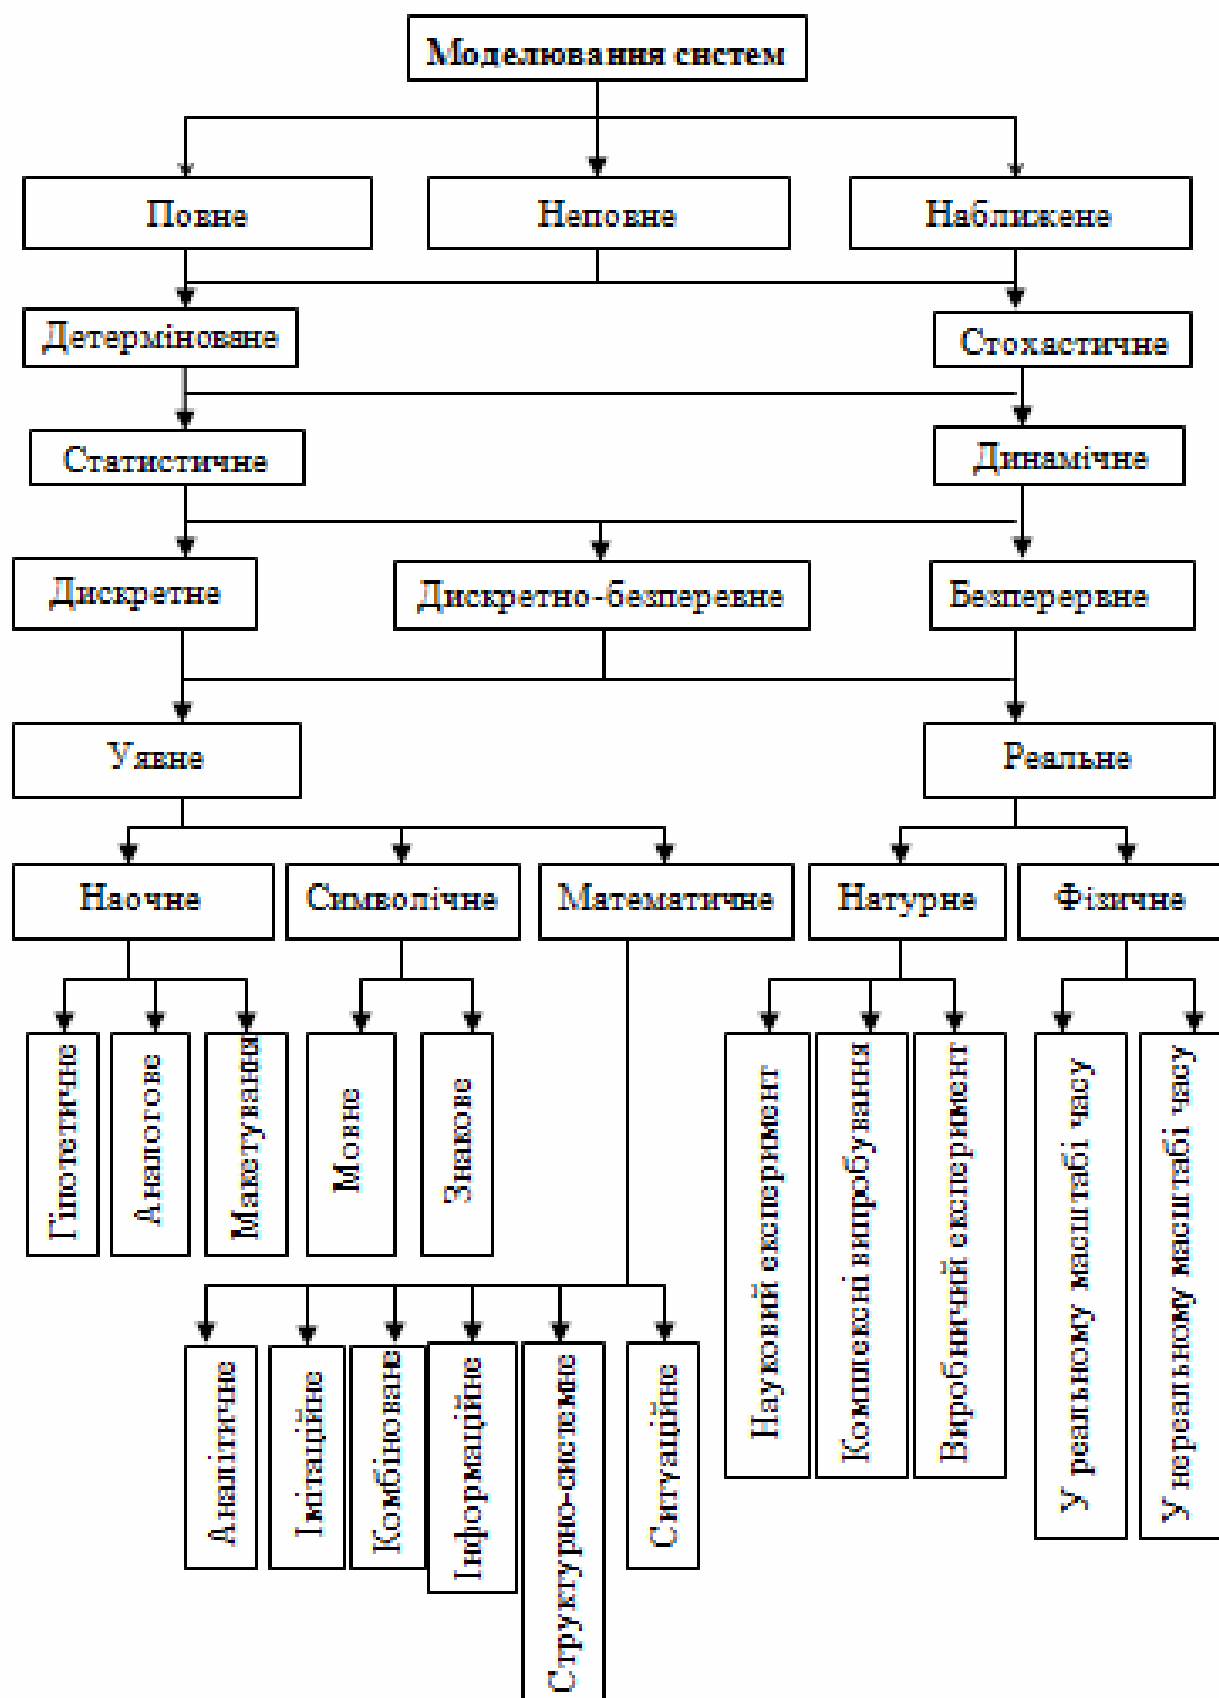 Моделювання систем
Повне
Неповне
Наближене
Детерміноване
Стохастичне
Статистичне
Динамічне
Дискретне
Дискретно-безперевне
Безперервне
Уявне
Реальне
Наочне
Символічне
Математичне
Натурне
Фізичне
Гіпотетичне
Аналогове
Макетування
Мовне
Знакове
Науковий експеримент
Комплексні випробування
Виробничий експеримент
У реальному масштабі часу
У нереальному масштабі часу
Аналітичне
Імітаційне
Комбіноване
Інформаційне
Структурно-системне
Ситуаційне